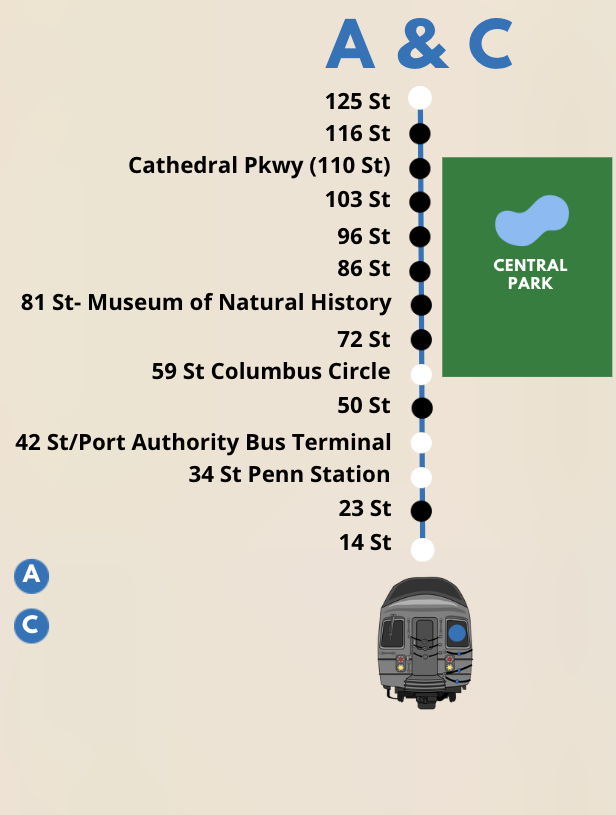 A & C
125 St
116 St
Cathedral Pkwy (110 St)
103 St
96 St
86 St
81 St- Museum of Natural History
72 St
59 St Columbus Circle
50 St
42 St/Port Authority Bus Terminal
34 St Penn Station
23 St
14 St
CENTRAL
PARK
A
C